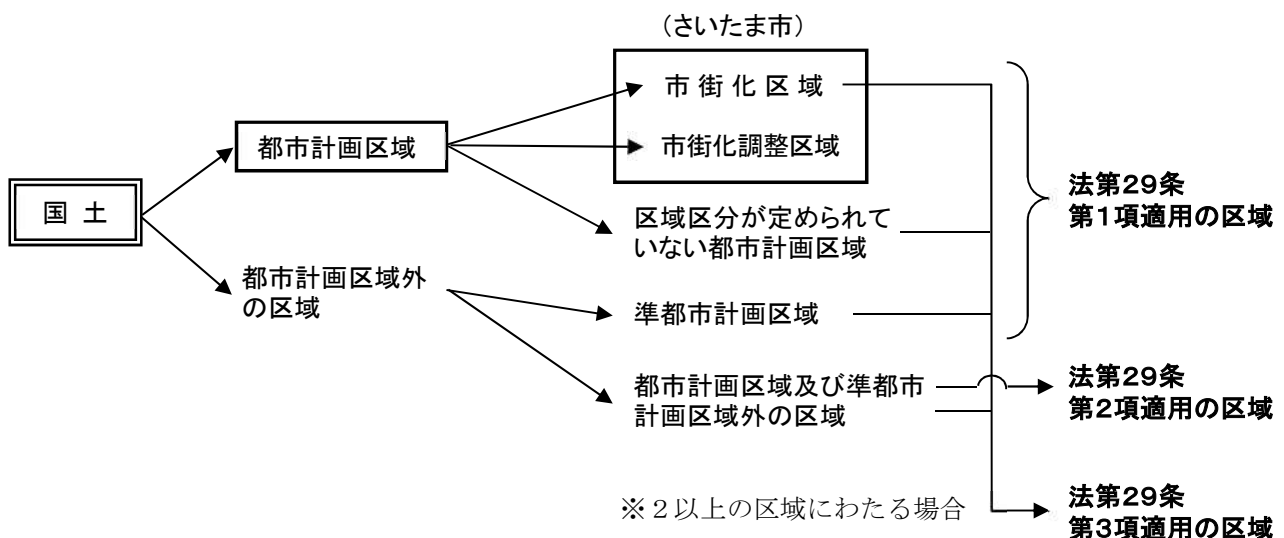 (さいたま市)
市街化区域
都市計画区域
市街化調整区域
国土
法第29条
第1項適用の区域
区域区分が定められて
いない都市計画区域
都市計画区域外
の区域
準都市計画区域
都市計画区域及び準都市
計画区域外の区域
法第29条
第2項適用の区域
※2以上の区域にわたる場合
法第29条
第3項適用の区域